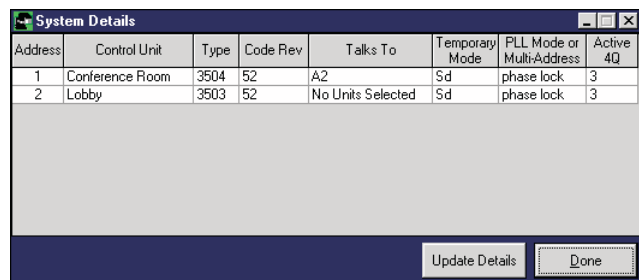 System Details
Address Control Unit Type Code Rev Talks To Temporary Mode PLL Mode or Multi-Address Active 4Q
1 Conference Room 3504 52 A2 Sd phase lock 3
2 Lobby 3503 52 No Units Selected Sd phase lock 3
Update Details Done